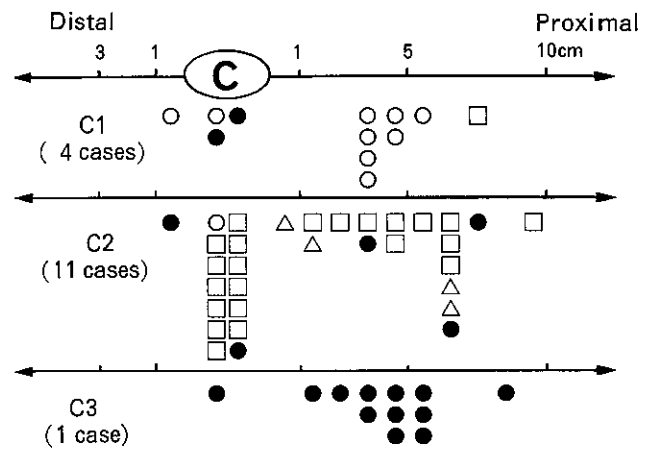 Distal Proximal
3 1 C 1 5 10cm
C1
( 4 cases)
C2
(11 cases)
C3
(1 case)